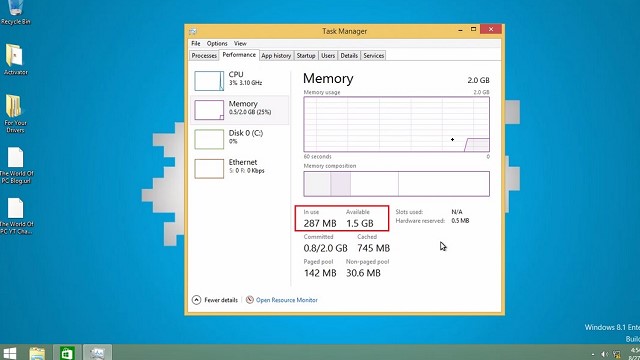 Recycle Bin
Activator
For Your
Drivers
The World Of
PC Blog.url
The World Of
PC YT Cha...
Task Manager
File Options View
Processes Performance App history Startup Users Details Services
CPU
3% 3.10 GHz
Memory
0.5/2.0 GB (25%)
Disk 0 (C:)
0%
Ethernet
S: 0 R: 0 Kbps
Memory 2.0 GB
Memory usage 2.0 GB
60 seconds 0
Memory composition
In use Available Slots used: N/A
287 MB 1.5 GB Hardware reserved: 0.5 MB
Committed Cached
0.8/2.0 GB 745 MB
Paged pool Non-paged pool
142 MB 30.6 MB
Fewer details Open Resource Monitor
Windows 8.1 Ente
Build